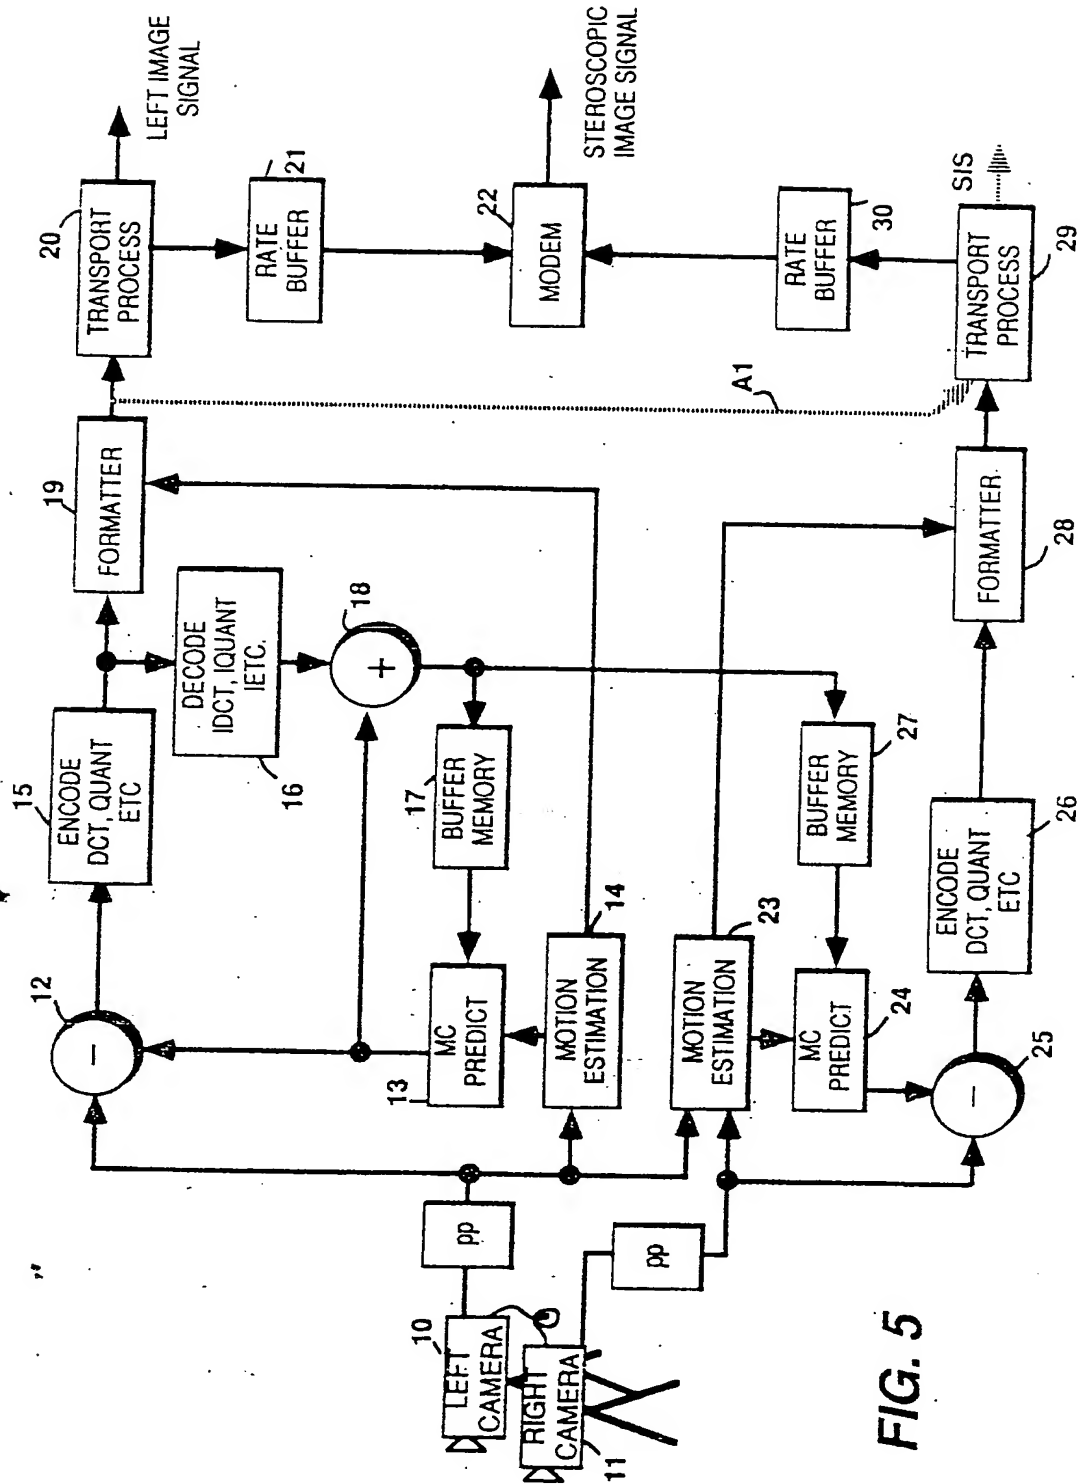 LEFT IMAGE
SIGNAL
20
TRANSPORT
PROCESS
21
RATE
BUFFER
STEROSCOPIC
IMAGE SIGNAL
22
MODEM
RATE
BUFFER
30
SIS
TRANSPORT
PROCESS
29
A1
19
FORMATTER
FORMATTER
28
15
ENCODE
DCT, QUANT
ETC
DECODE
IDCT, IQUANT
IETC.
16
18
+
17
BUFFER
MEMORY
BUFFER
MEMORY
27
ENCODE
DCT, QUANT
ETC
26
12
-
MC
PREDICT
13
MOTION
ESTIMATION
14
MOTION
ESTIMATION
23
MC
PREDICT
24
-
25
pp
pp
10
LEFT
CAMERA
RIGHT
CAMERA
11
FIG. 5